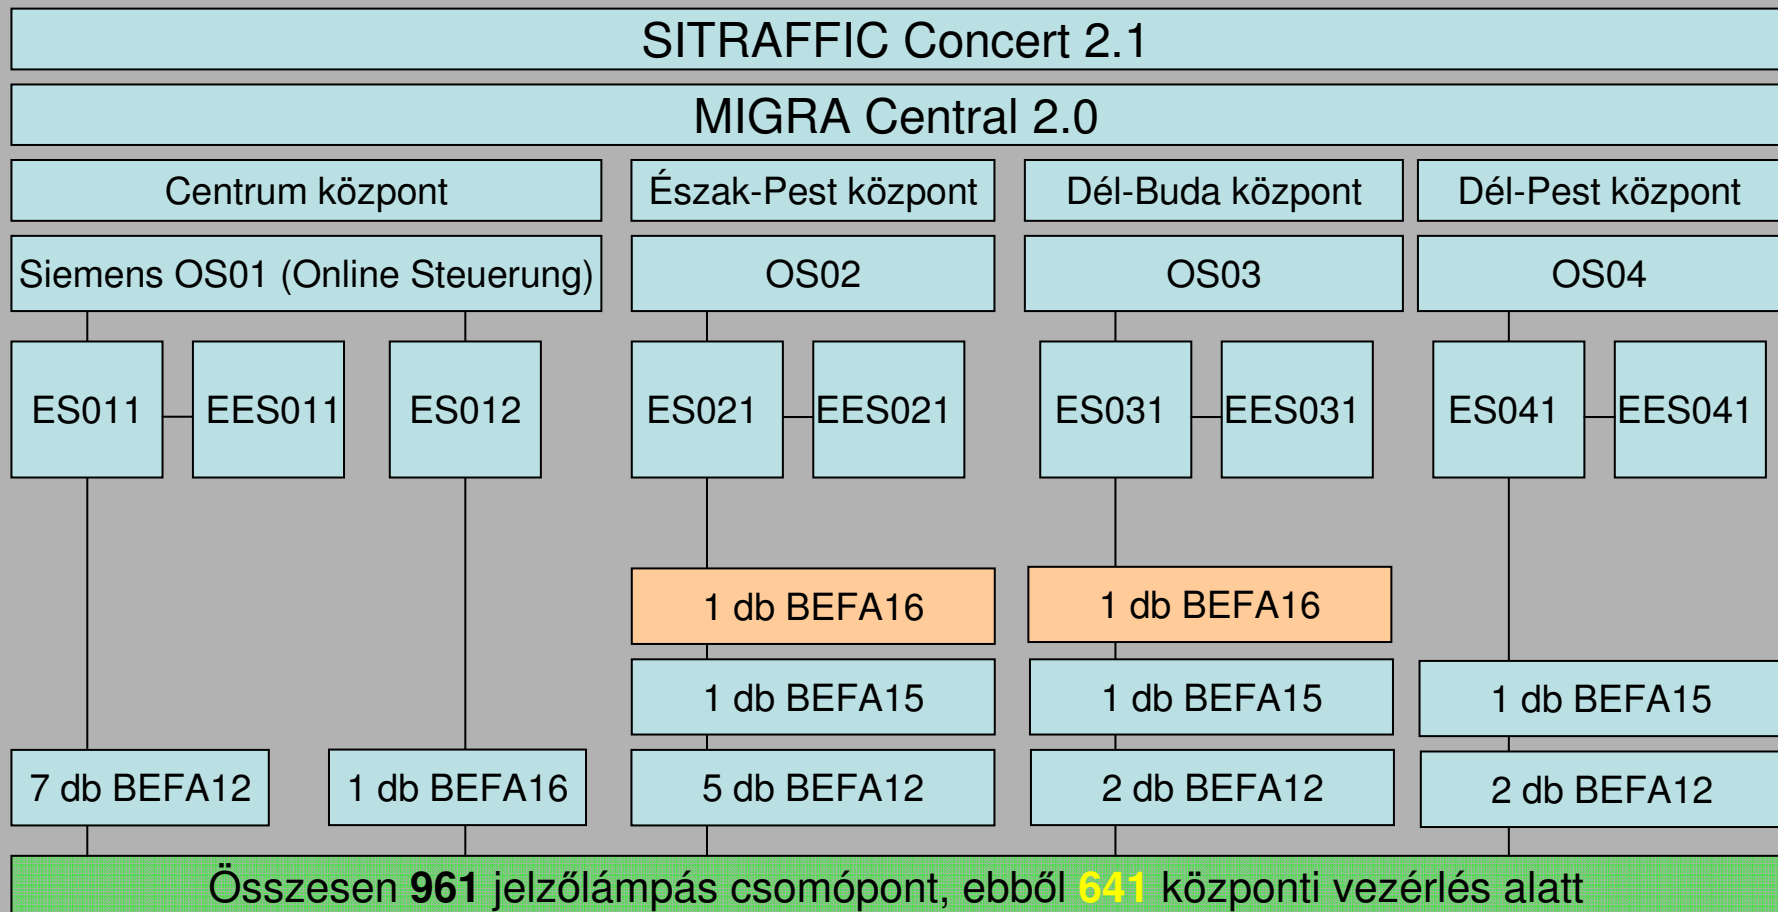 SITRAFFIC Concert 2.1
MIGRA Central 2.0
Centrum központ
Észak-Pest központ
Dél-Buda központ
Dél-Pest központ
Siemens OS01 (Online Steuerung)
OS02
OS03
OS04
ES011
EES011
ES012
ES021
EES021
ES031
EES031
ES041
EES041
1 db BEFA16
1 db BEFA16
1 db BEFA15
1 db BEFA15
1 db BEFA15
7 db BEFA12
1 db BEFA16
5 db BEFA12
2 db BEFA12
2 db BEFA12
Összesen 961 jelzőlámpás csomópont, ebből 641 központi vezérlés alatt